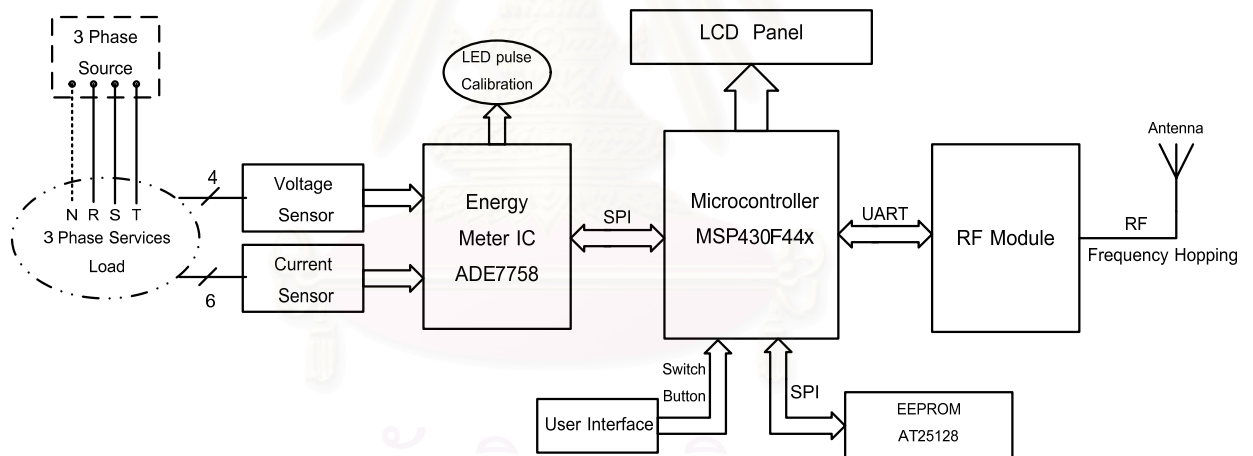 3 Phase
Source
N R S T
3 Phase Services
Load
4
6
Voltage
Sensor
Current
Sensor
LED pulse
Calibration
Energy
Meter IC
ADE7758
SPI
LCD Panel
Microcontroller
MSP430F44x
UART
RF Module
Antenna
RF
Frequency Hopping
Switch
Button
User Interface
SPI
EEPROM
AT25128